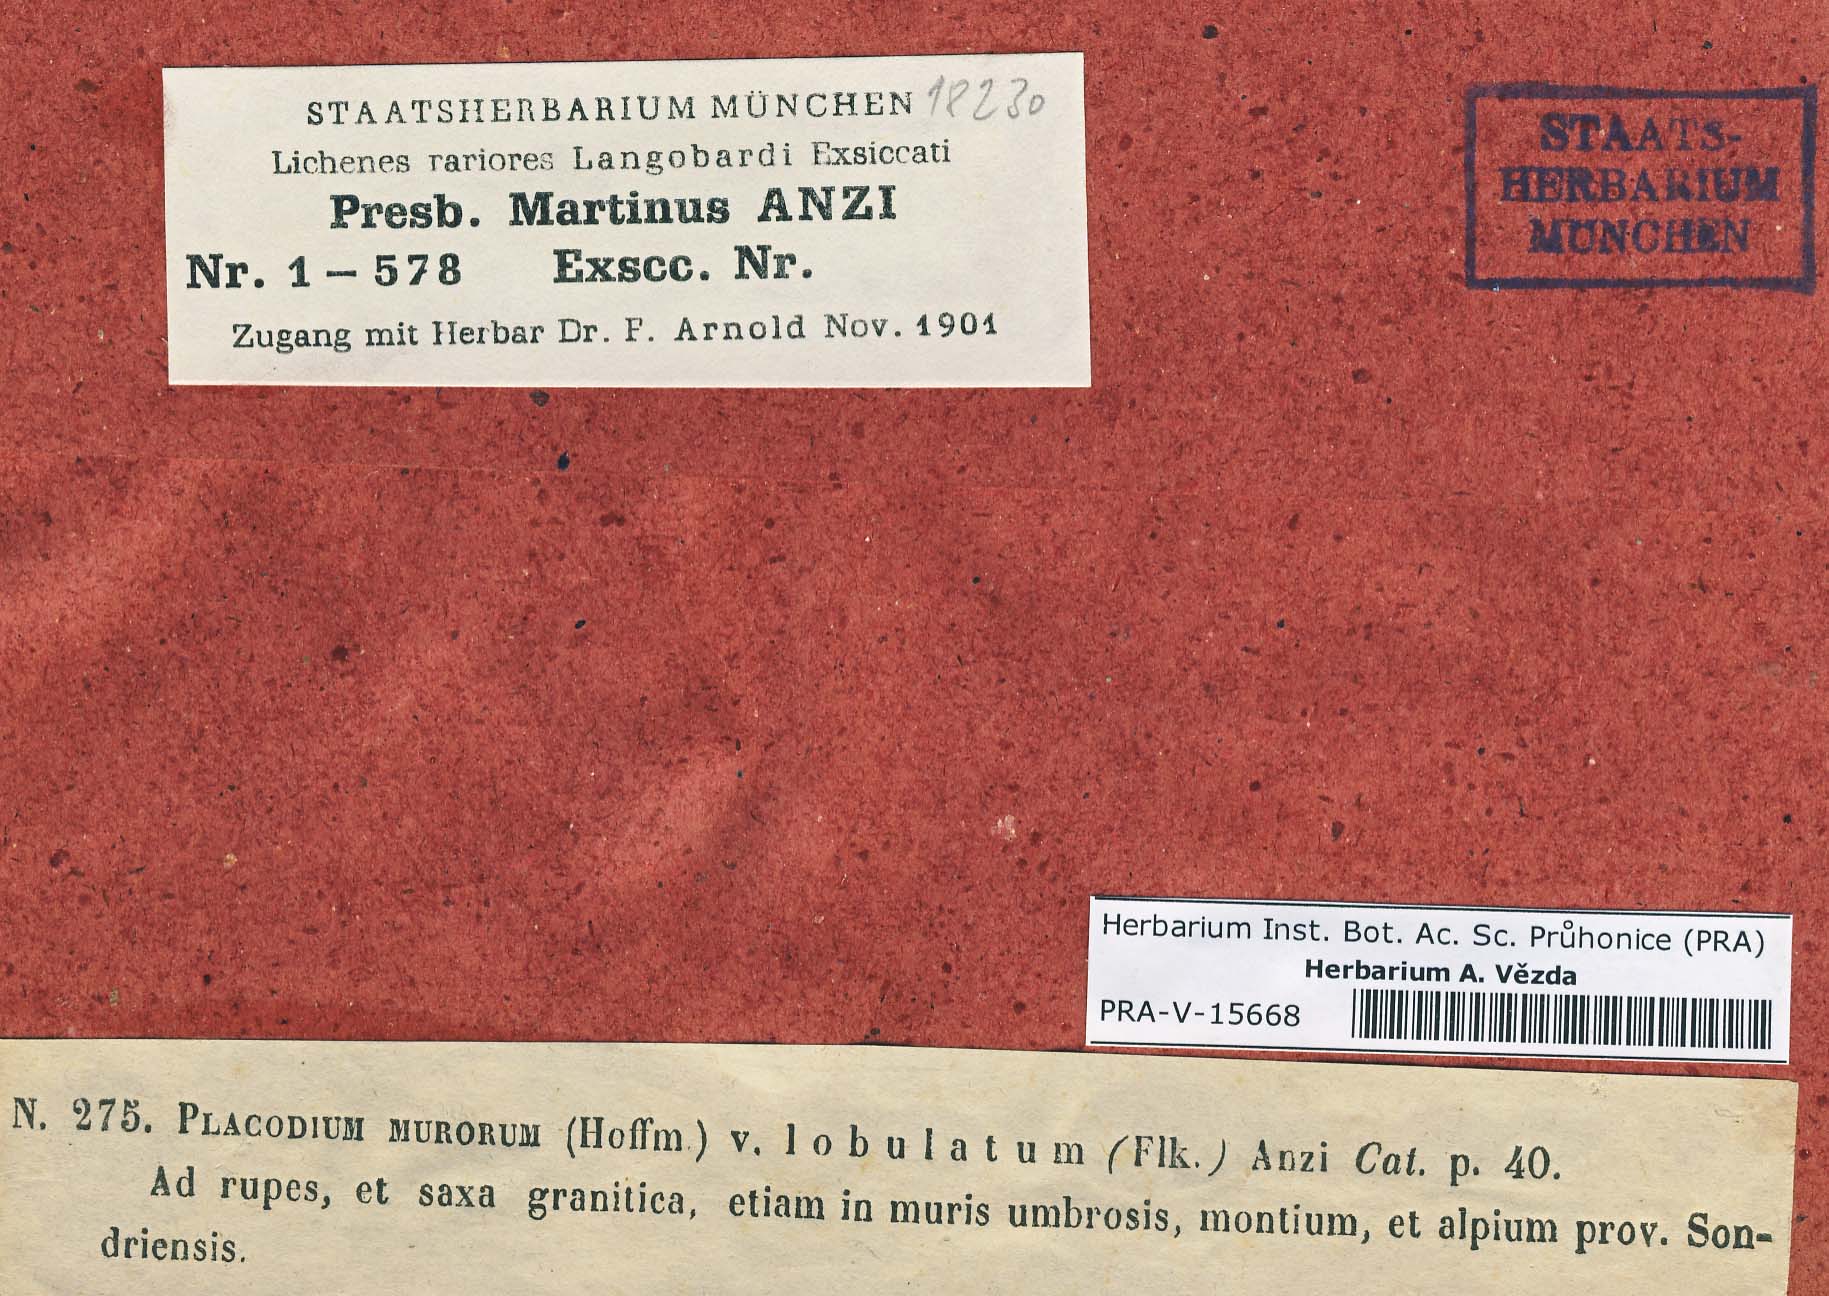 STAATSHERBARIUM MÜNCHEN 18230
Lichenes rariores Langobardi Exsiccati
Presb. Martinus ANZI
Nr. 1 – 578 Exscc. Nr.
Zugang mit Herbar Dr. F. Arnold Nov. 1901
STAATS-
HERBARIUM
MÜNCHEN
Herbarium Inst. Bot. Ac. Sc. Průhonice (PRA)
Herbarium A. Vězda
PRA-V-15668
N. 275. PLACODIUM MURORUM (Hoffm.) v. lobulatum (Flk.) Anzi Cat. p. 40.
Ad rupes, et saxa granitica, etiam in muris umbrosis, montium, et alpium prov. Son-
driensis.